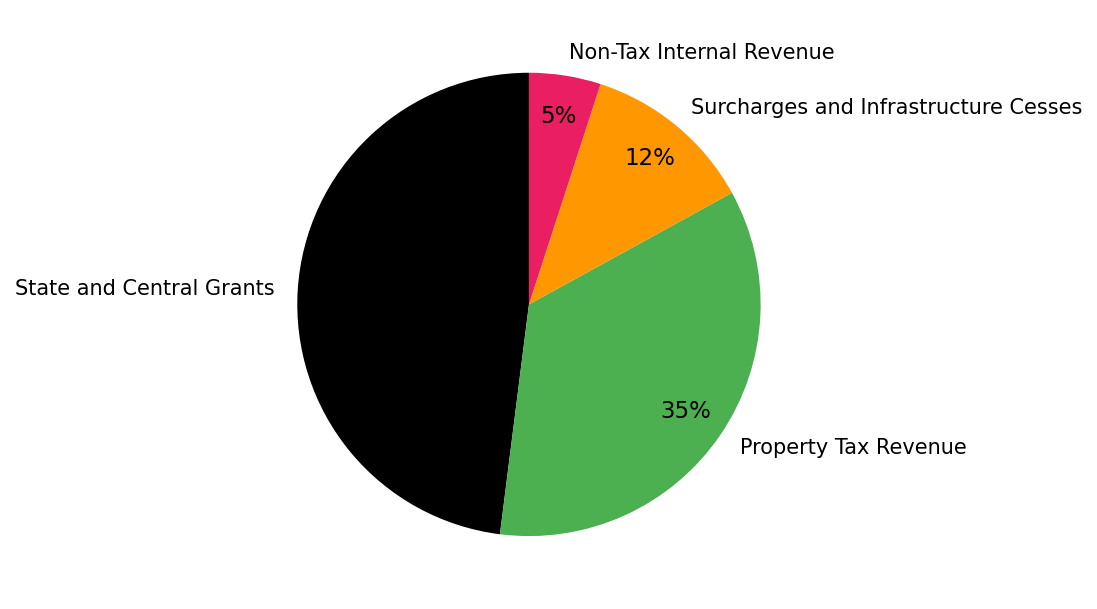 Non-Tax Internal Revenue
5%
Surcharges and Infrastructure Cesses
12%
State and Central Grants
35%
Property Tax Revenue